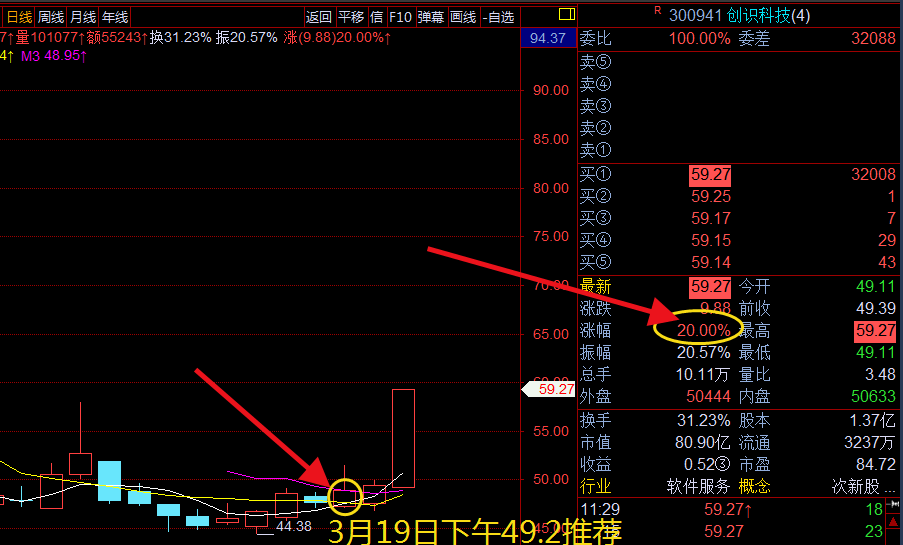 日线 周线 月线 年线 返回 平移 信 F10 弹幕 画线 -自选
7↑量101077↑额55243↑换31.23% 振20.57% 涨(9.88)20.00%↑
4↑ M3 48.95↑
94.37
90.00
85.00
80.00
75.00
70.00
65.00
59.27
55.00
50.00
44.38
3月19日下午49.2推荐
R 300941 创识科技(4)
委比 100.00% 委差 32088
卖⑤
卖④
卖③
卖②
卖①
买① 59.27 32008
买② 59.25 1
买③ 59.17 7
买④ 59.15 29
买⑤ 59.14 43
最新 59.27 今开 49.11
涨跌 9.88 前收 49.39
涨幅 20.00% 最高 59.27
振幅 20.57% 最低 49.11
总手 10.11万 量比 3.48
外盘 50444 内盘 50633
换手 31.23% 股本 1.37亿
市值 80.90亿 流通 3237万
收益 0.52③ 市盈 84.72
行业 软件服务 概念 次新股 ...
11:29 59.27↑ 18
59.27 23